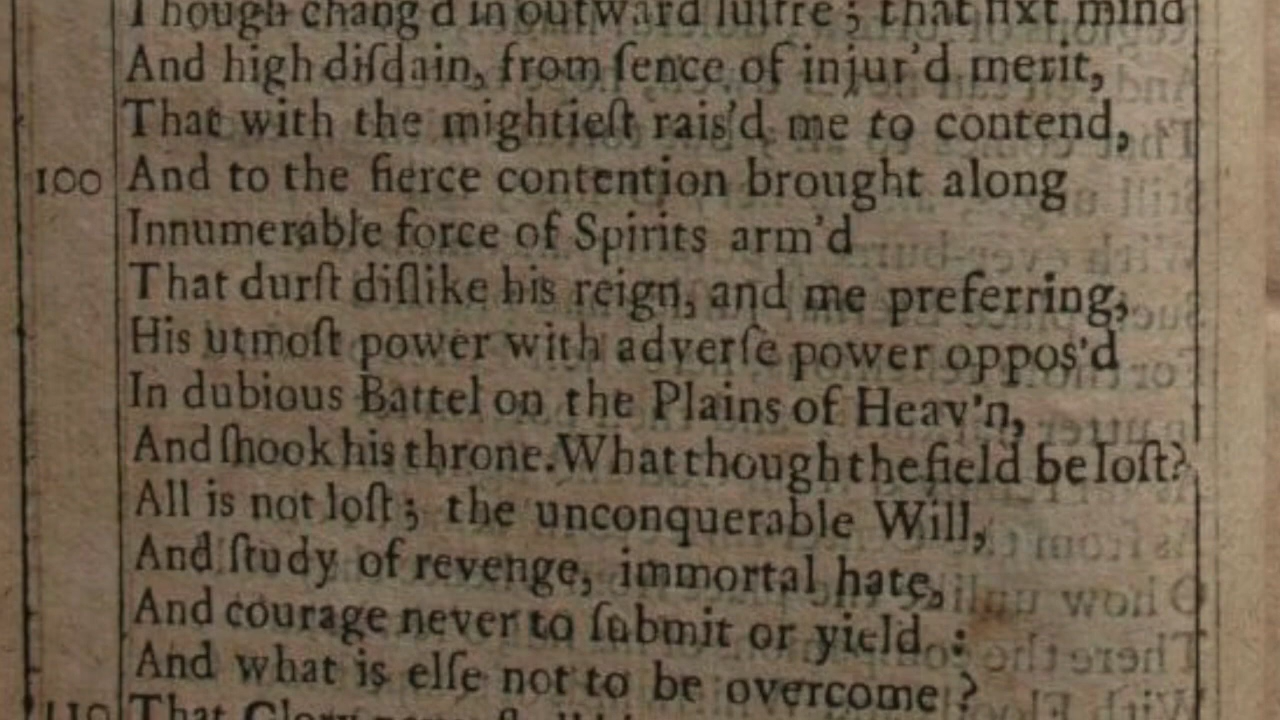 Though chang'd in outward luſtre; that fixt mind
And high diſdain, from ſence of injur'd merit,
That with the mightieſt rais'd me to contend,
100 And to the fierce contention brought along
Innumerable force of Spirits arm'd
That durſt diſlike his reign, and me preferring,
His utmoſt power with adverſe power oppos'd
In dubious Battel on the Plains of Heav'n,
And ſhook his throne. What though the field be loſt?
All is not loſt; the unconquerable Will,
And ſtudy of revenge, immortal hate,
And courage never to ſubmit or yield:
And what is elſe not to be overcome?
110 That Glory